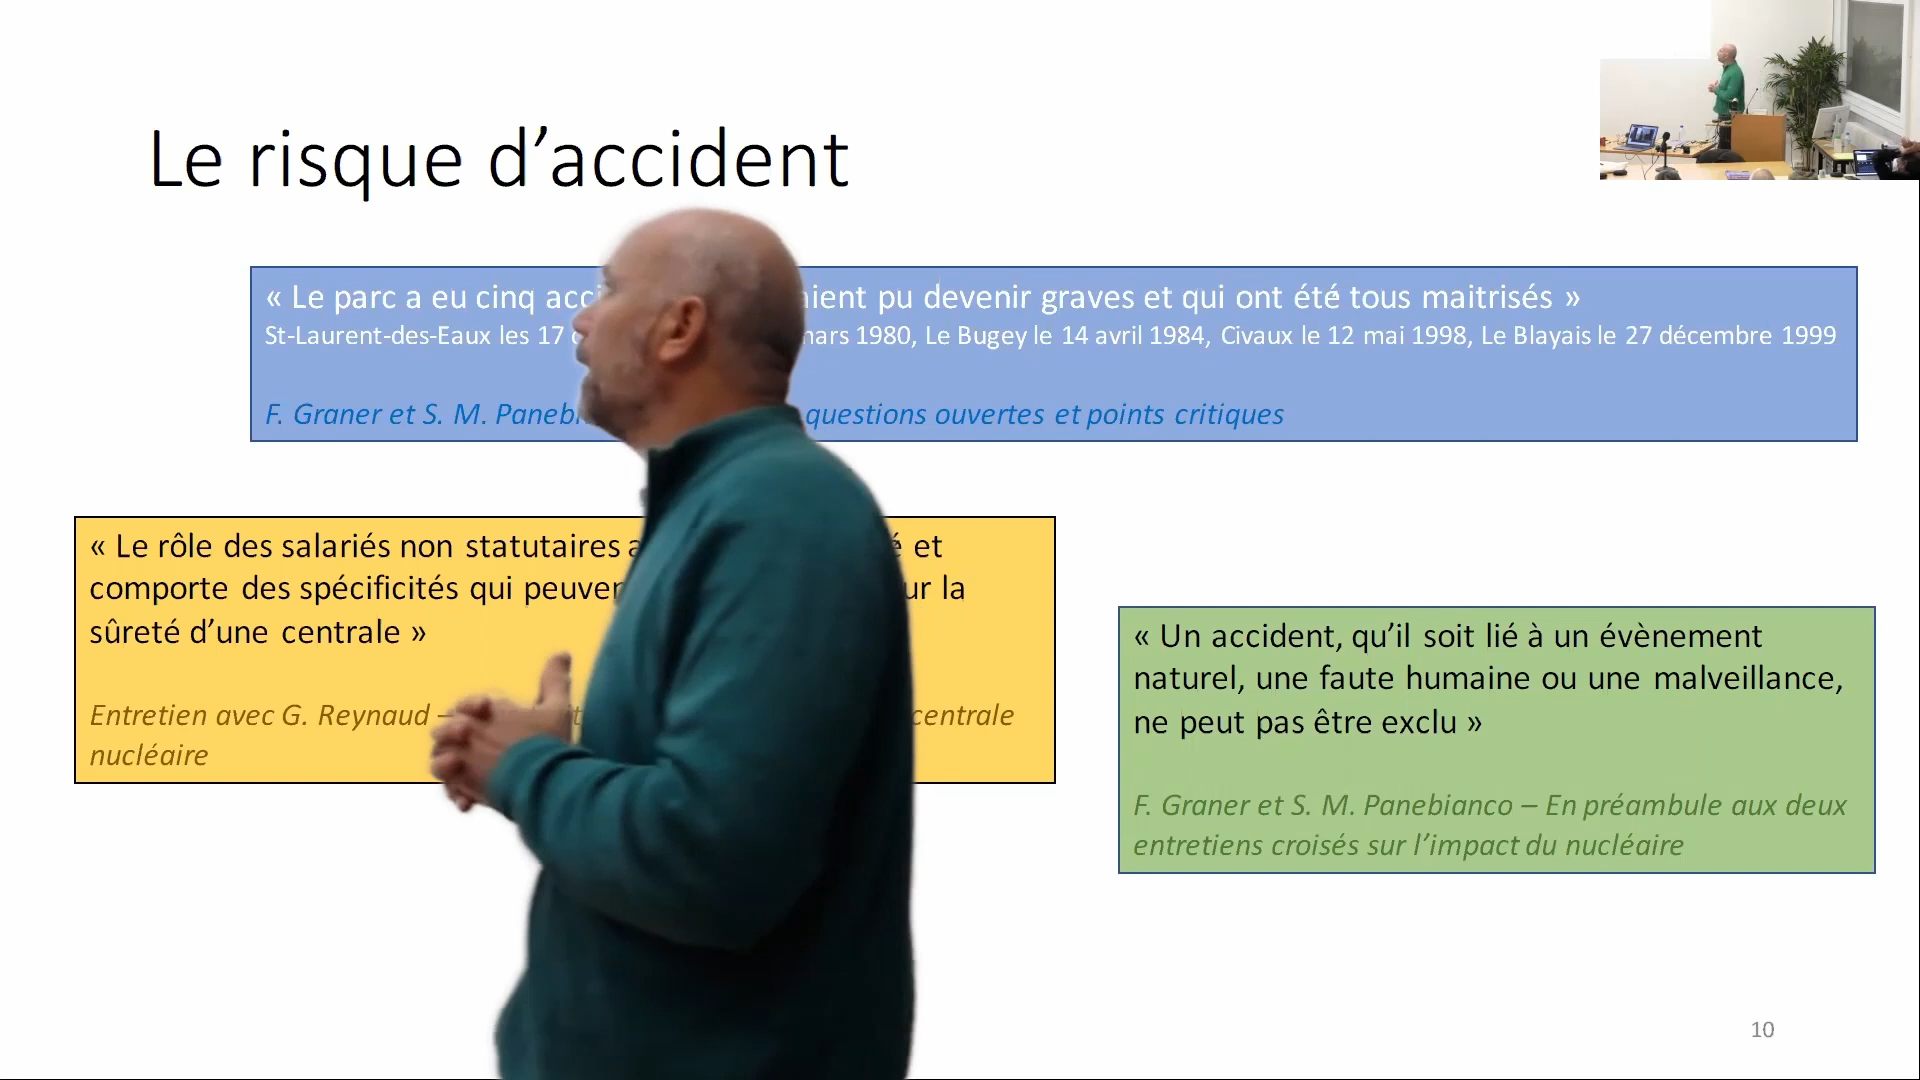 Le risque d’accident
« Le parc a eu cinq pu devenir graves et qui ont été tous maitrisés »
St-Laurent-des-Eaux les 17 mars 1980, Le Bugey le 14 avril 1984, Civaux le 12 mai 1998, Le Blayais le 27 décembre 1999
F. Graner et S. M. questions ouvertes et points critiques
« Le rôle des salariés non statutaires et
comporte des spécificités qui la
sûreté d’une centrale »
Entretien avec G. Reynaud – centrale
nucléaire
« Un accident, qu’il soit lié à un évènement
naturel, une faute humaine ou une malveillance,
ne peut pas être exclu »
F. Graner et S. M. Panebianco – En préambule aux deux
entretiens croisés sur l’impact du nucléaire
10